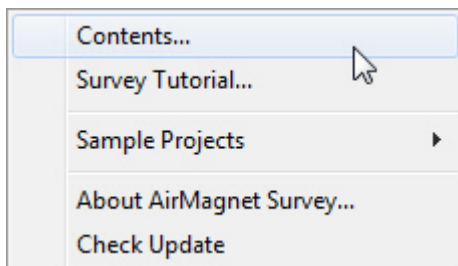 Contents...
Survey Tutorial...
Sample Projects
About AirMagnet Survey...
Check Update